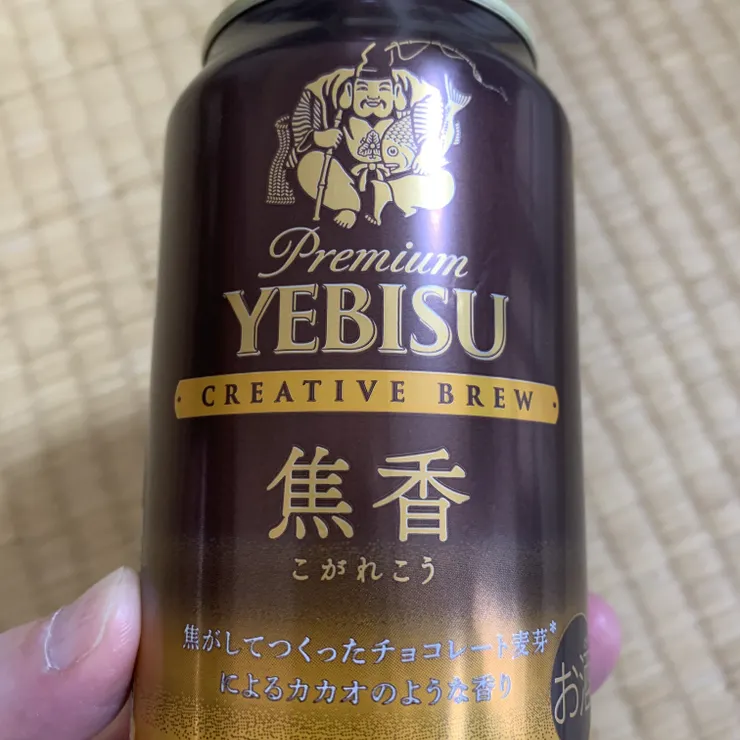 Premium
YEBISU
· CREATIVE BREW ·
焦香
こがれこう
焦がしてつくったチョコレート麦芽*
によるカカオのような香り
お酒